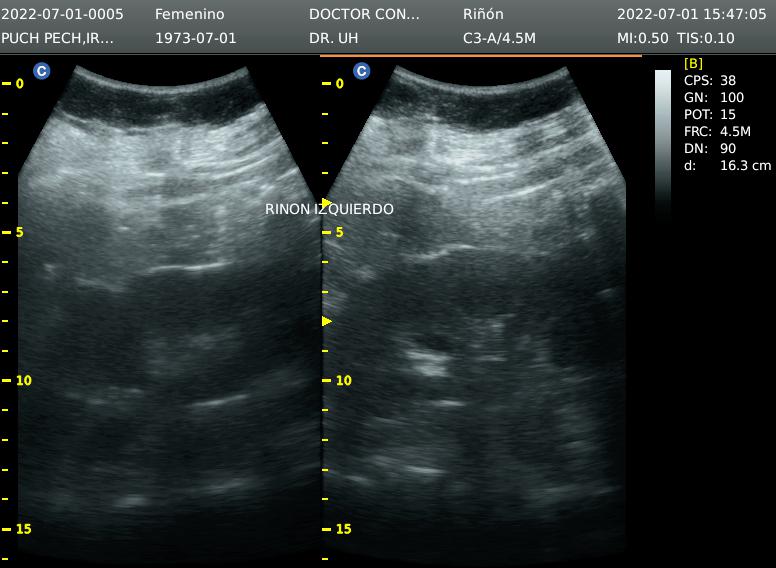 2022-07-01-0005 Femenino DOCTOR CON... Riñón 2022-07-01 15:47:05
PUCH PECH,IR... 1973-07-01 DR. UH C3-A/4.5M MI:0.50 TIS:0.10
C
C
[B]
CPS: 38
GN: 100
POT: 15
FRC: 4.5M
DN: 90
d: 16.3 cm
0
0
RINON IZQUIERDO
5
5
10
10
15
15